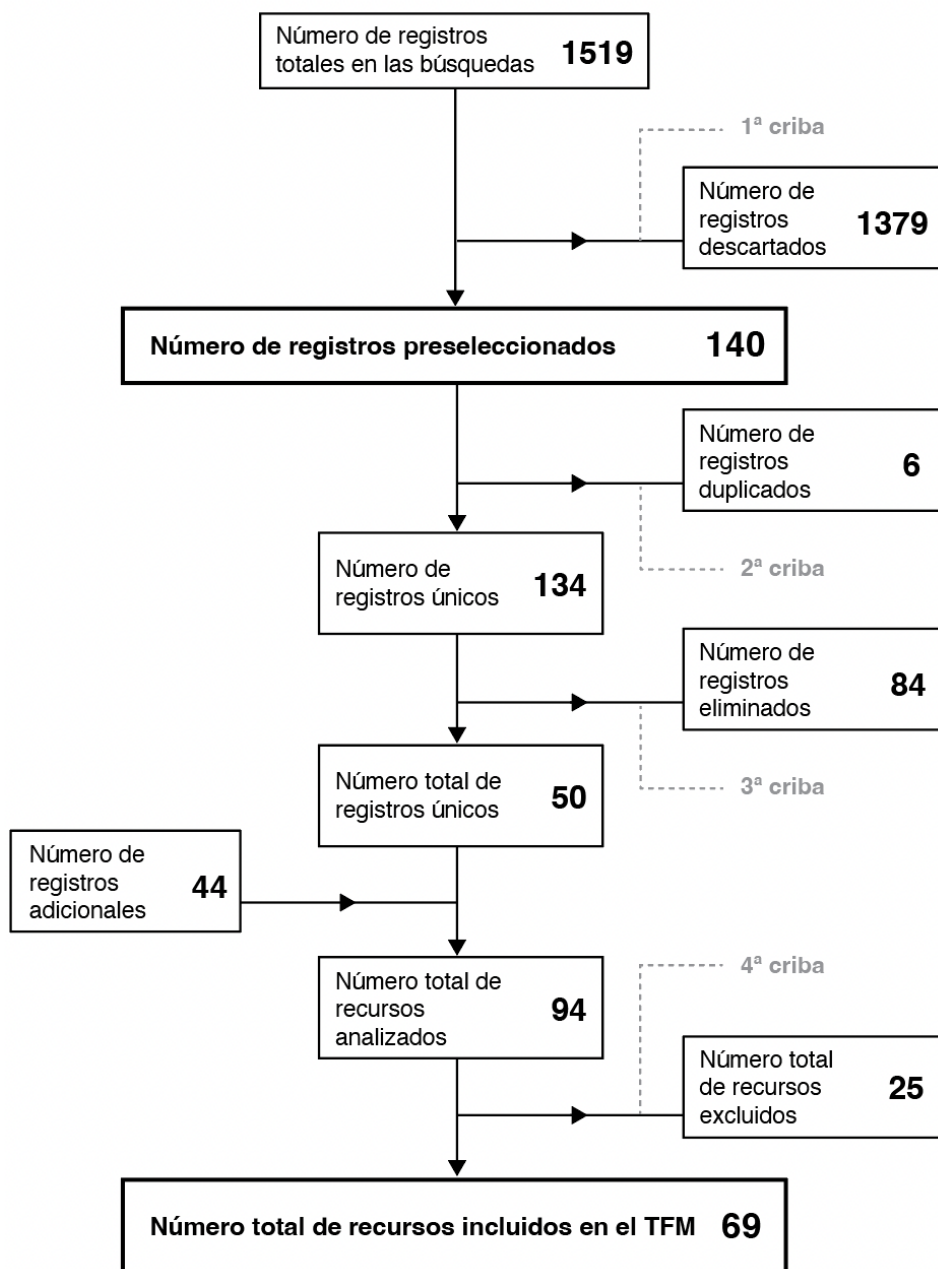 Número de registros
totales en las búsquedas 1519
1ª criba
Número de
registros
descartados 1379
Número de registros preseleccionados 140
Número de
registros
duplicados 6
2ª criba
Número de
registros únicos 134
Número de
registros
eliminados 84
3ª criba
Número total de
registros únicos 50
Número de
registros
adicionales 44
Número total de
recursos
analizados 94
4ª criba
Número total
de recursos
excluidos 25
Número total de recursos incluidos en el TFM 69